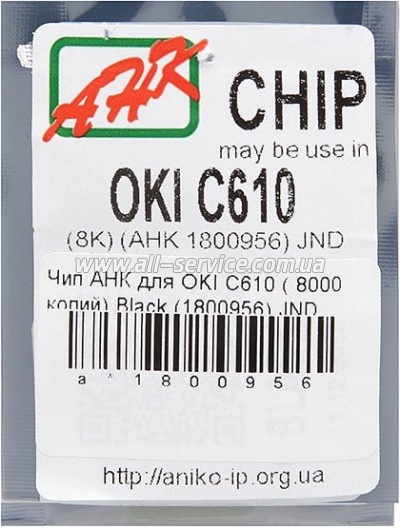 АНК
CHIP
may be use in
OKI C610
(8K) (AHK 1800956) JND
www.all-service.com.ua
Чип АНК для OKI C610 ( 8000
копий) Black (1800956) JND
a*1800956
http://aniko-ip.org.ua